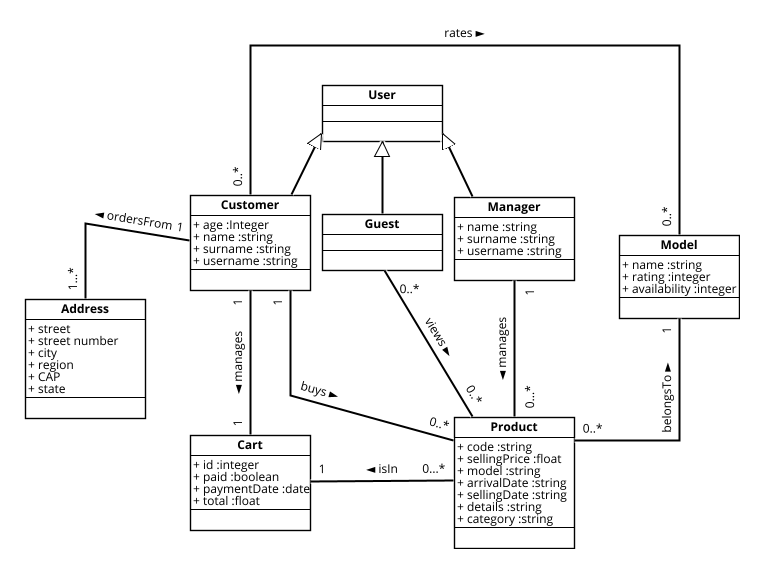 rates ►
User
0..*
Customer
+ age :Integer
+ name :string
+ surname :string
+ username :string
Guest
Manager
+ name :string
+ surname :string
+ username :string
0..*
Model
+ name :string
+ rating :integer
+ availability :integer
◄ ordersFrom 1
1...*
Address
+ street
+ street number
+ city
+ region
+ CAP
+ state
1
◄ manages
1
1
buys ►
0..*
0..*
views ►
0..*
1
◄ manages
0...*
1
belongsTo ►
0..*
Cart
+ id :integer
+ paid :boolean
+ paymentDate :date
+ total :float
1
◄ isIn
0...*
Product
+ code :string
+ sellingPrice :float
+ model :string
+ arrivalDate :string
+ sellingDate :string
+ details :string
+ category :string